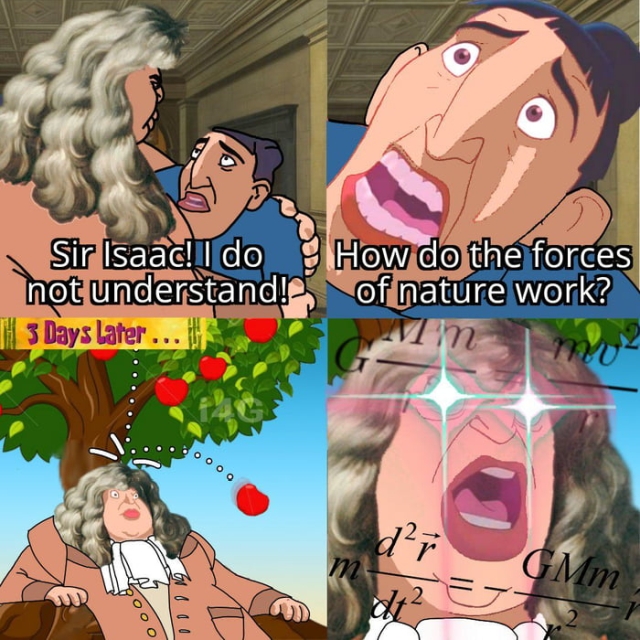 Sir Isaac! I do
not understand!
How do the forces
of nature work?
3 Days Later ...
i4G
G Mm mv²
m d²r⃗/dt² = - GMm/r² r̂